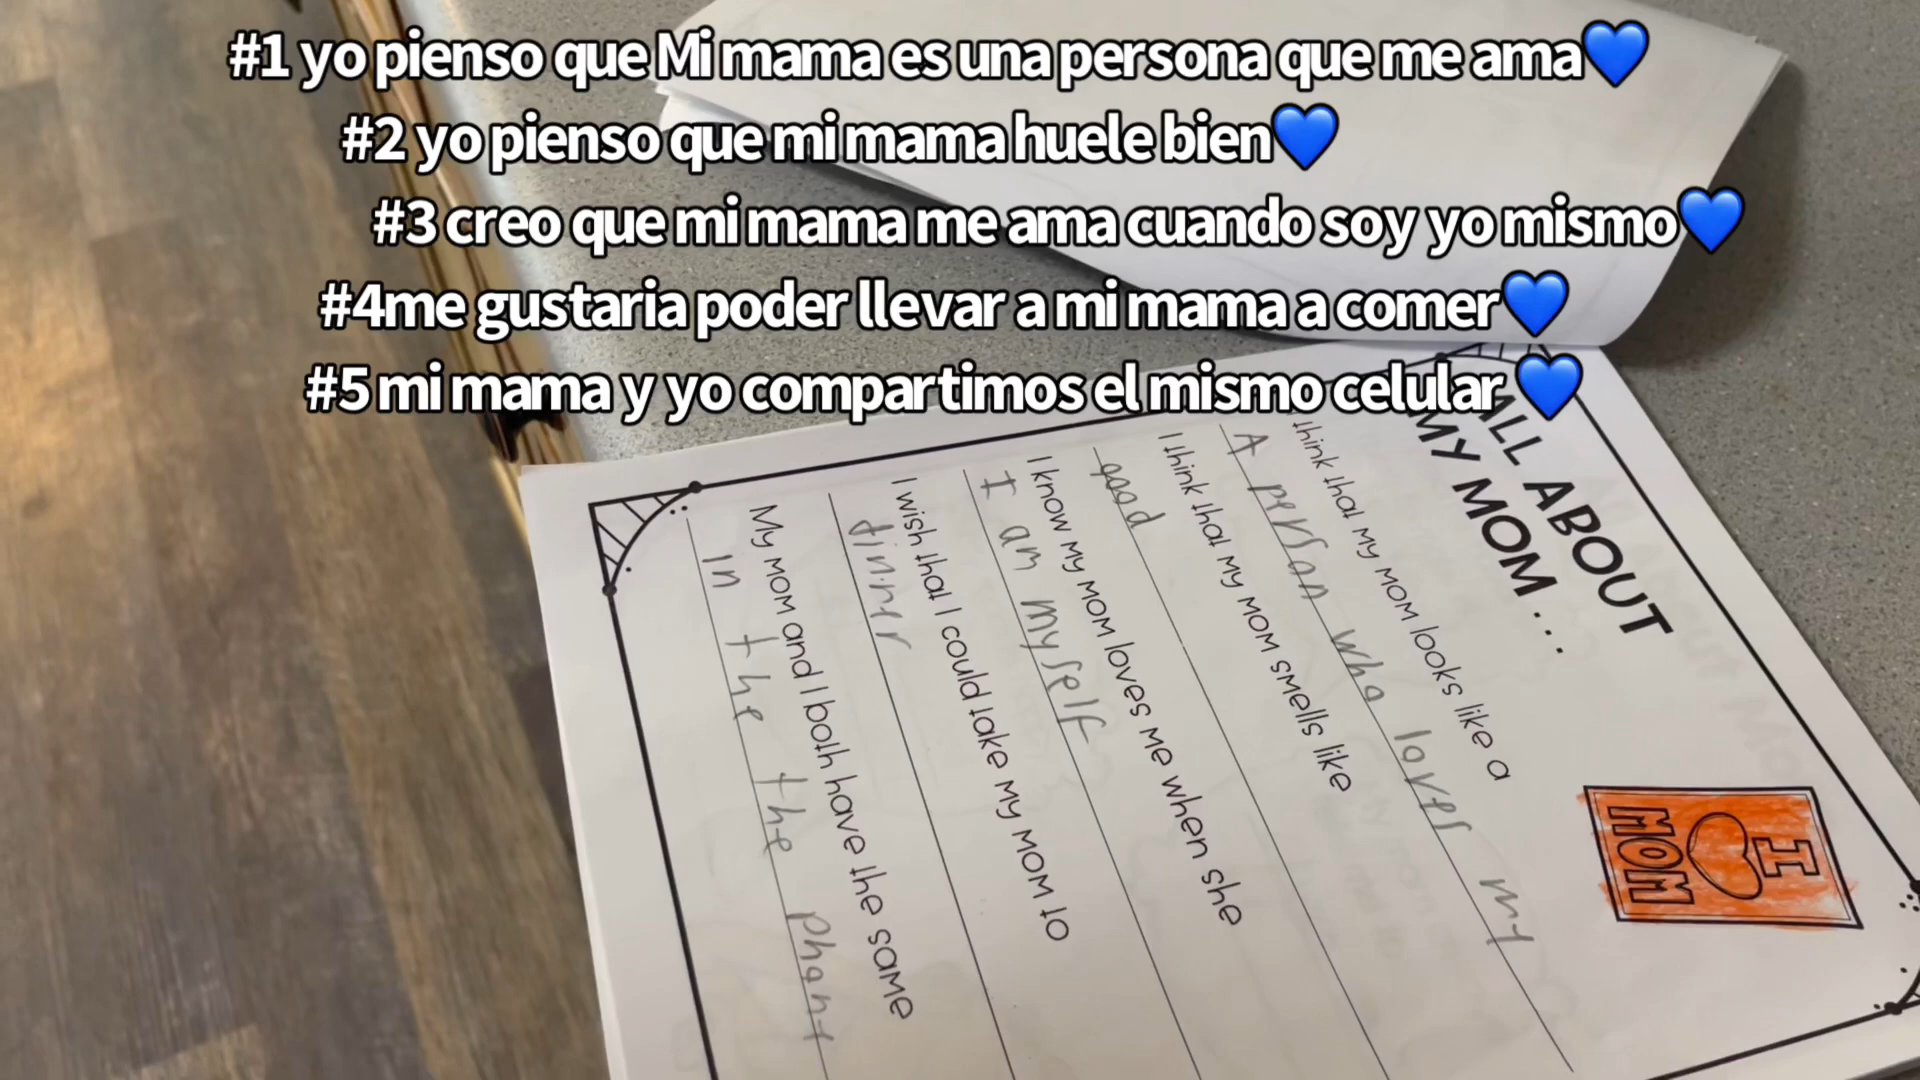 #1 yo pienso que Mi mama es una persona que me ama💙
#2 yo pienso que mi mama huele bien💙
#3 creo que mi mama me ama cuando soy yo mismo💙
#4me gustaria poder llevar a mi mama a comer💙
#5 mi mama y yo compartimos el mismo celular 💙
ALL ABOUT
MY MOM...
I ♡
MOM
think that my mom looks like a
A person who loves my
I think that my mom smells like
good
I know my mom loves me when she
I am myself
I wish that I could take my mom to
dinner
My mom and I both have the same
in the the phone